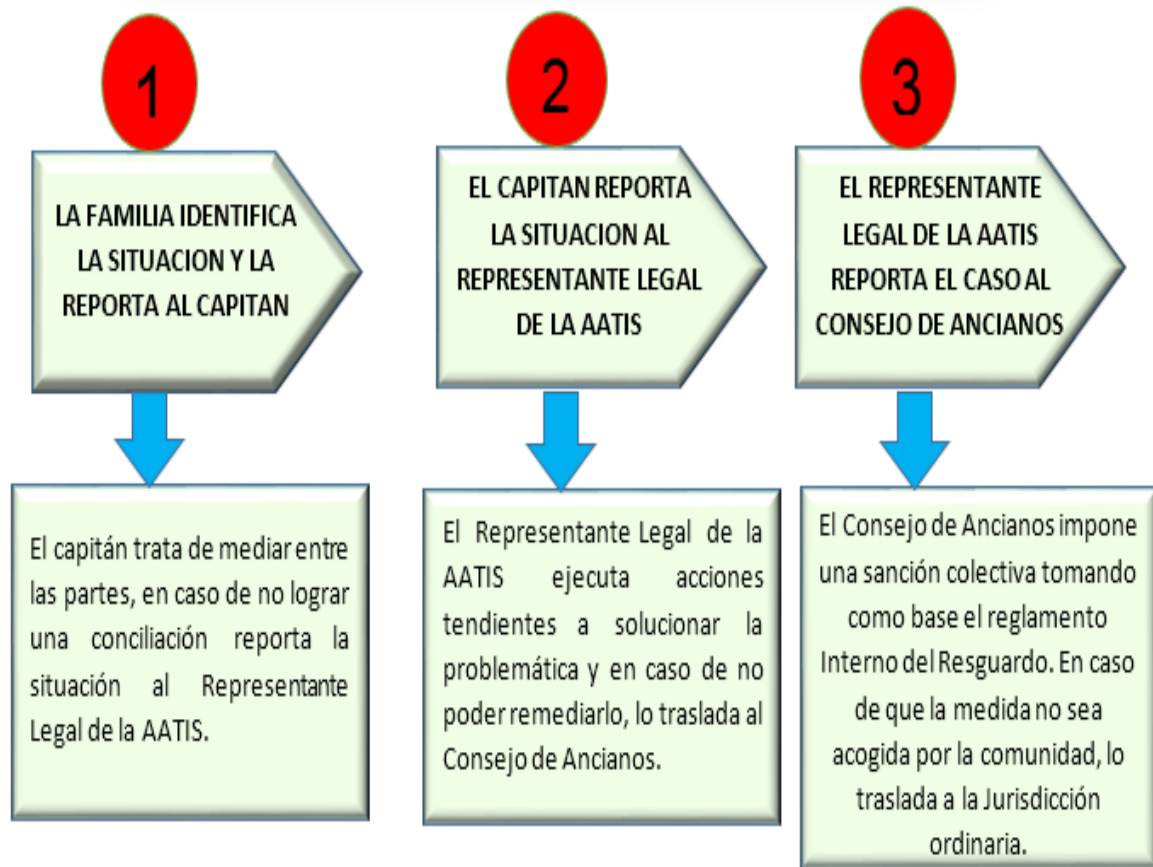 1
LA FAMILIA IDENTIFICA
LA SITUACION Y LA
REPORTA AL CAPITAN
El capitán trata de mediar entre
las partes, en caso de no lograr
una conciliación reporta la
situación al Representante
Legal de la AATIS.
2
EL CAPITAN REPORTA
LA SITUACION AL
REPRESENTANTE LEGAL
DE LA AATIS
El Representante Legal de la
AATIS ejecuta acciones
tendientes a solucionar la
problemática y en caso de no
poder remediarlo, lo traslada al
Consejo de Ancianos.
3
EL REPRESENTANTE
LEGAL DE LA AATIS
REPORTA EL CASO AL
CONSEJO DE ANCIANOS
El Consejo de Ancianos impone
una sanción colectiva tomando
como base el reglamento
Interno del Resguardo. En caso
de que la medida no sea
acogida por la comunidad, lo
traslada a la Jurisdicción
ordinaria.